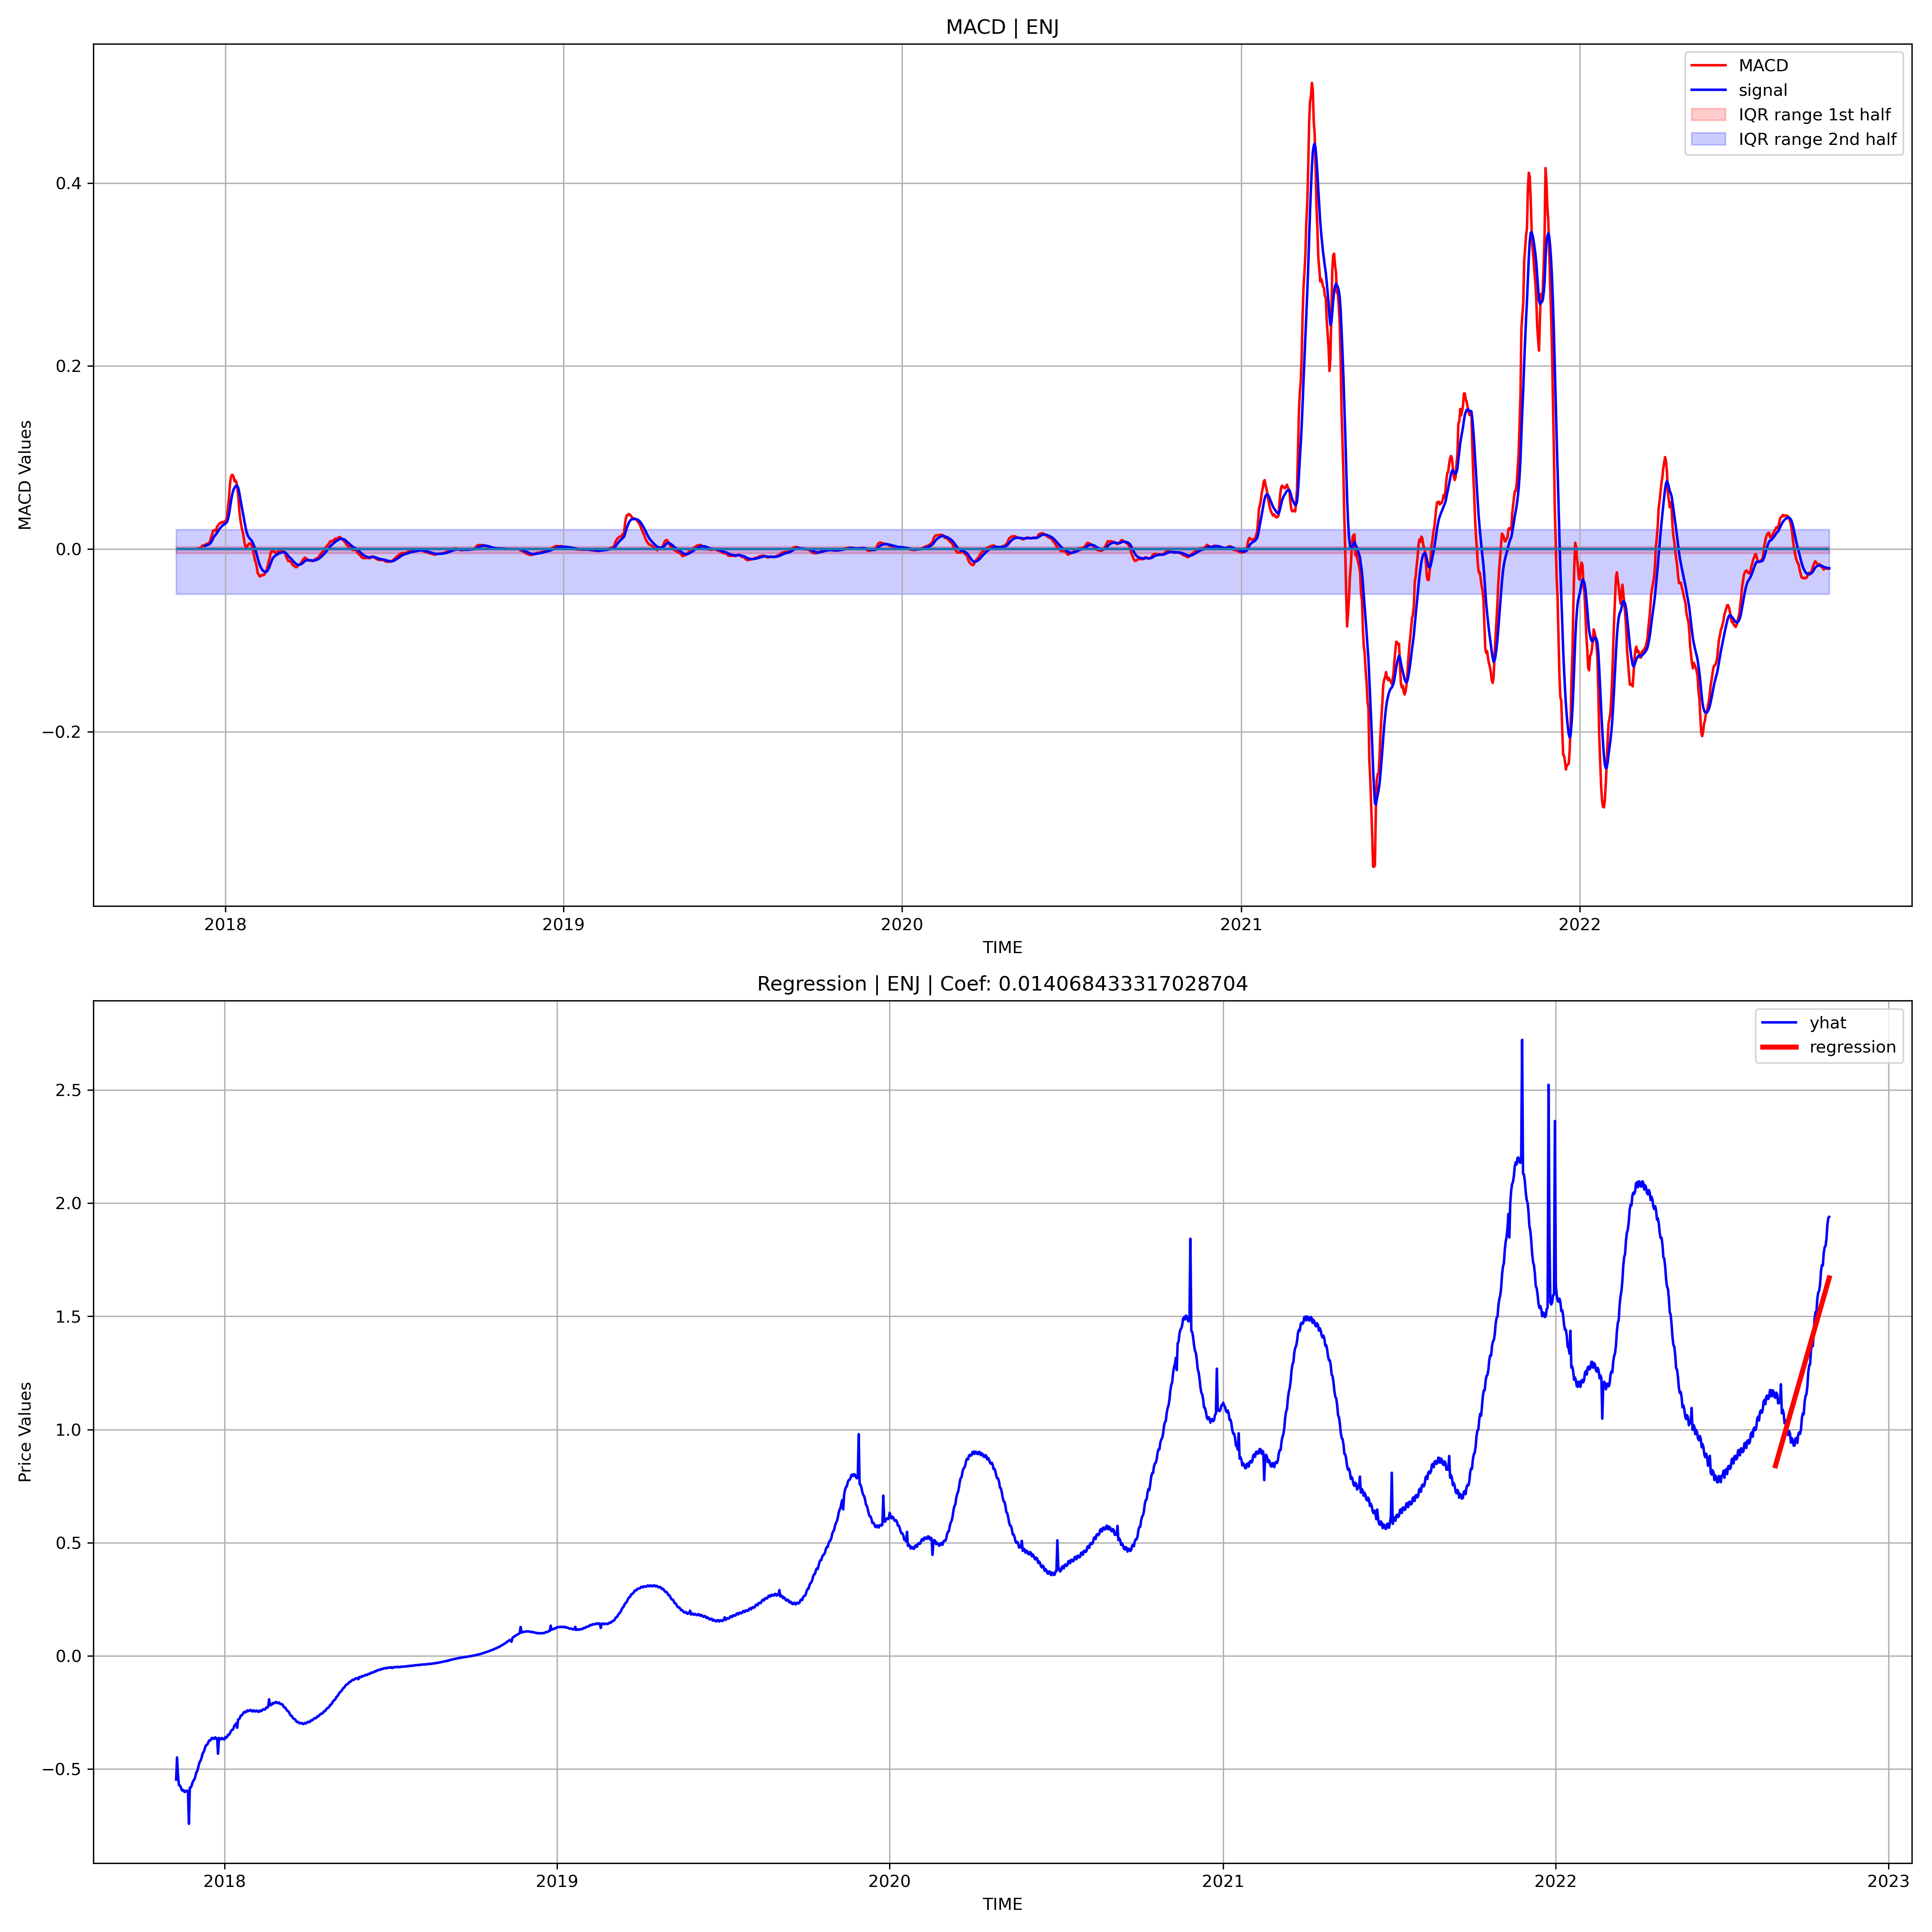 MACD | ENJ
MACD
signal
IQR range 1st half
IQR range 2nd half
MACD Values
0.4
0.2
0.0
−0.2
2018 2019 2020 2021 2022
TIME
Regression | ENJ | Coef: 0.014068433317028704
yhat
regression
Price Values
2.5
2.0
1.5
1.0
0.5
0.0
−0.5
2018 2019 2020 2021 2022 2023
TIME